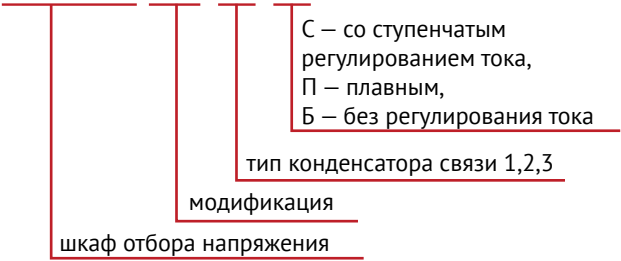 С — со ступенчатым
регулированием тока,
П — плавным,
Б — без регулирования тока
тип конденсатора связи 1,2,3
модификация
шкаф отбора напряжения